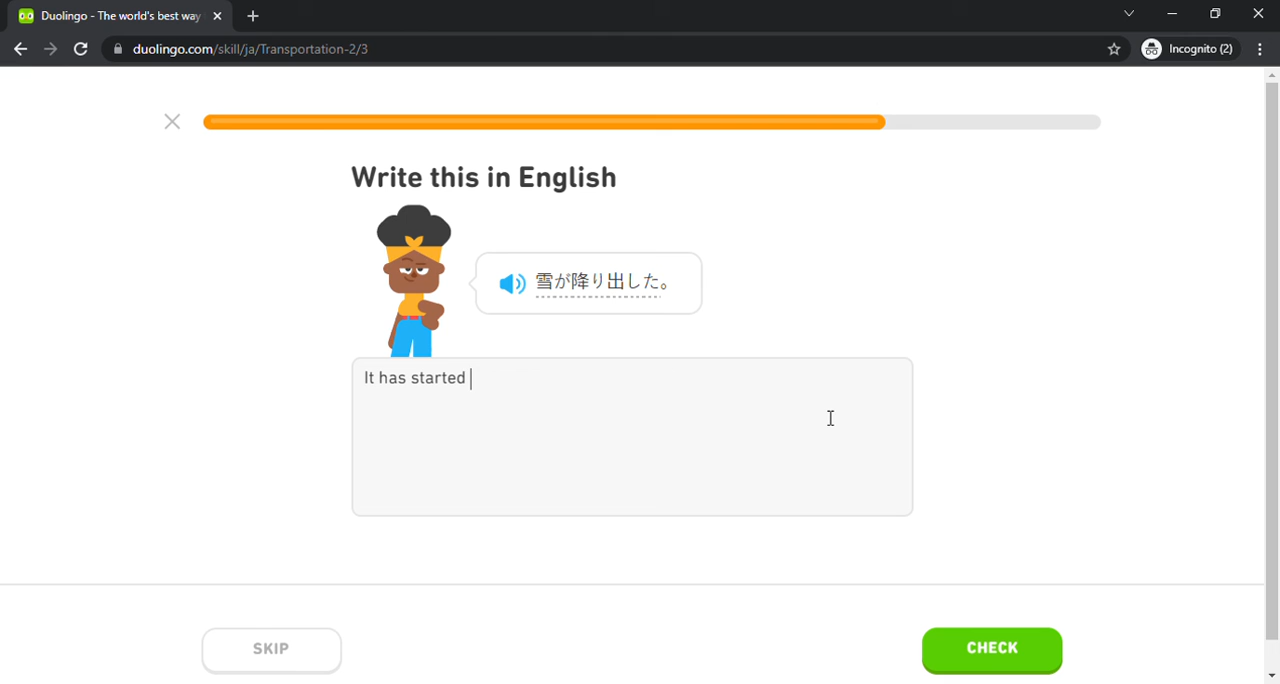 Duolingo - The world's best way
duolingo.com/skill/ja/Transportation-2/3
Incognito (2)
Write this in English
雪が降り出した。
It has started
SKIP
CHECK